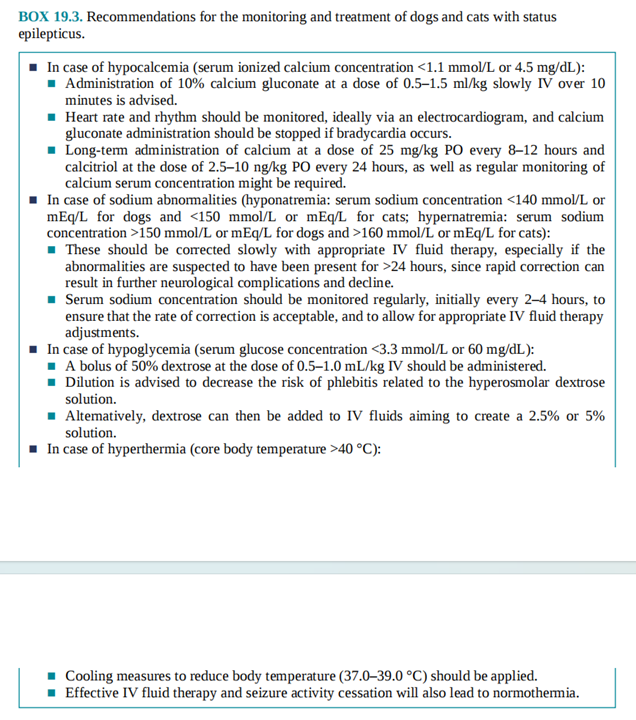 BOX 19.3. Recommendations for the monitoring and treatment of dogs and cats with status
epilepticus.
■ In case of hypocalcemia (serum ionized calcium concentration <1.1 mmol/L or 4.5 mg/dL):
■ Administration of 10% calcium gluconate at a dose of 0.5–1.5 ml/kg slowly IV over 10
minutes is advised.
■ Heart rate and rhythm should be monitored, ideally via an electrocardiogram, and calcium
gluconate administration should be stopped if bradycardia occurs.
■ Long-term administration of calcium at a dose of 25 mg/kg PO every 8–12 hours and
calcitriol at the dose of 2.5–10 ng/kg PO every 24 hours, as well as regular monitoring of
calcium serum concentration might be required.
■ In case of sodium abnormalities (hyponatremia: serum sodium concentration <140 mmol/L or
mEq/L for dogs and <150 mmol/L or mEq/L for cats; hypernatremia: serum sodium
concentration >150 mmol/L or mEq/L for dogs and >160 mmol/L or mEq/L for cats):
■ These should be corrected slowly with appropriate IV fluid therapy, especially if the
abnormalities are suspected to have been present for >24 hours, since rapid correction can
result in further neurological complications and decline.
■ Serum sodium concentration should be monitored regularly, initially every 2–4 hours, to
ensure that the rate of correction is acceptable, and to allow for appropriate IV fluid therapy
adjustments.
■ In case of hypoglycemia (serum glucose concentration <3.3 mmol/L or 60 mg/dL):
■ A bolus of 50% dextrose at the dose of 0.5–1.0 mL/kg IV should be administered.
■ Dilution is advised to decrease the risk of phlebitis related to the hyperosmolar dextrose
solution.
■ Alternatively, dextrose can then be added to IV fluids aiming to create a 2.5% or 5%
solution.
■ In case of hyperthermia (core body temperature >40 °C):
■ Cooling measures to reduce body temperature (37.0–39.0 °C) should be applied.
■ Effective IV fluid therapy and seizure activity cessation will also lead to normothermia.